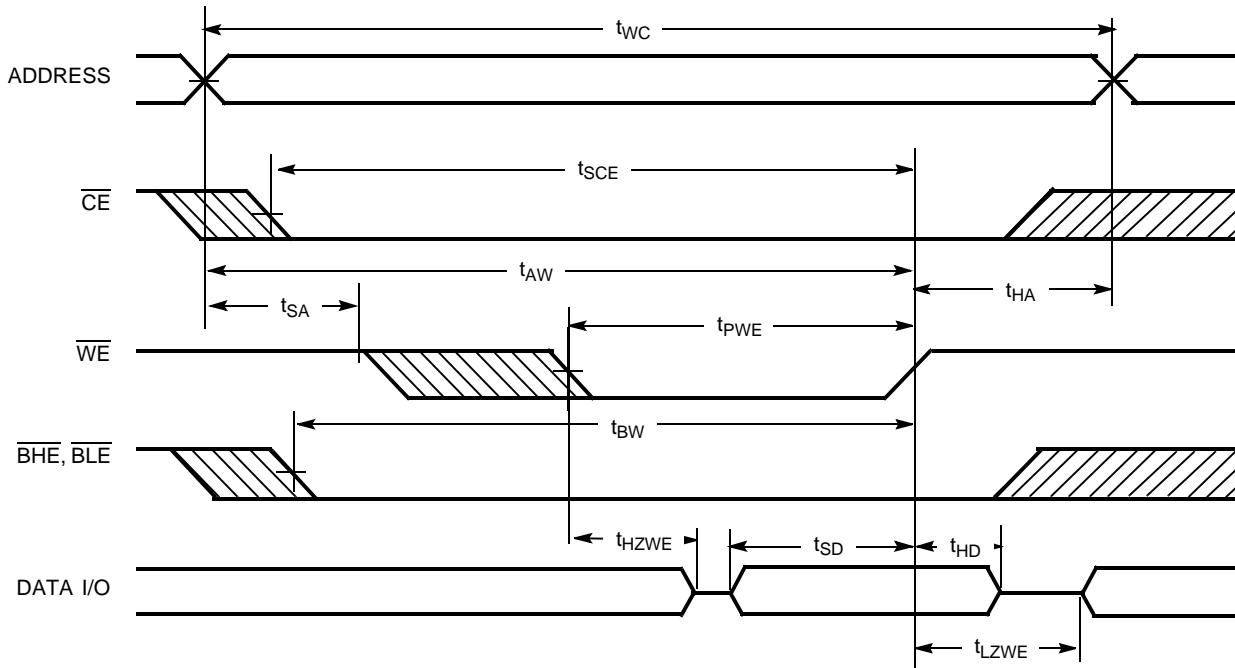 tWC
ADDRESS
tSCE
CE
tAW
tSA
tHA
tPWE
WE
tBW
BHE, BLE
tHZWE
tSD
tHD
DATA I/O
tLZWE